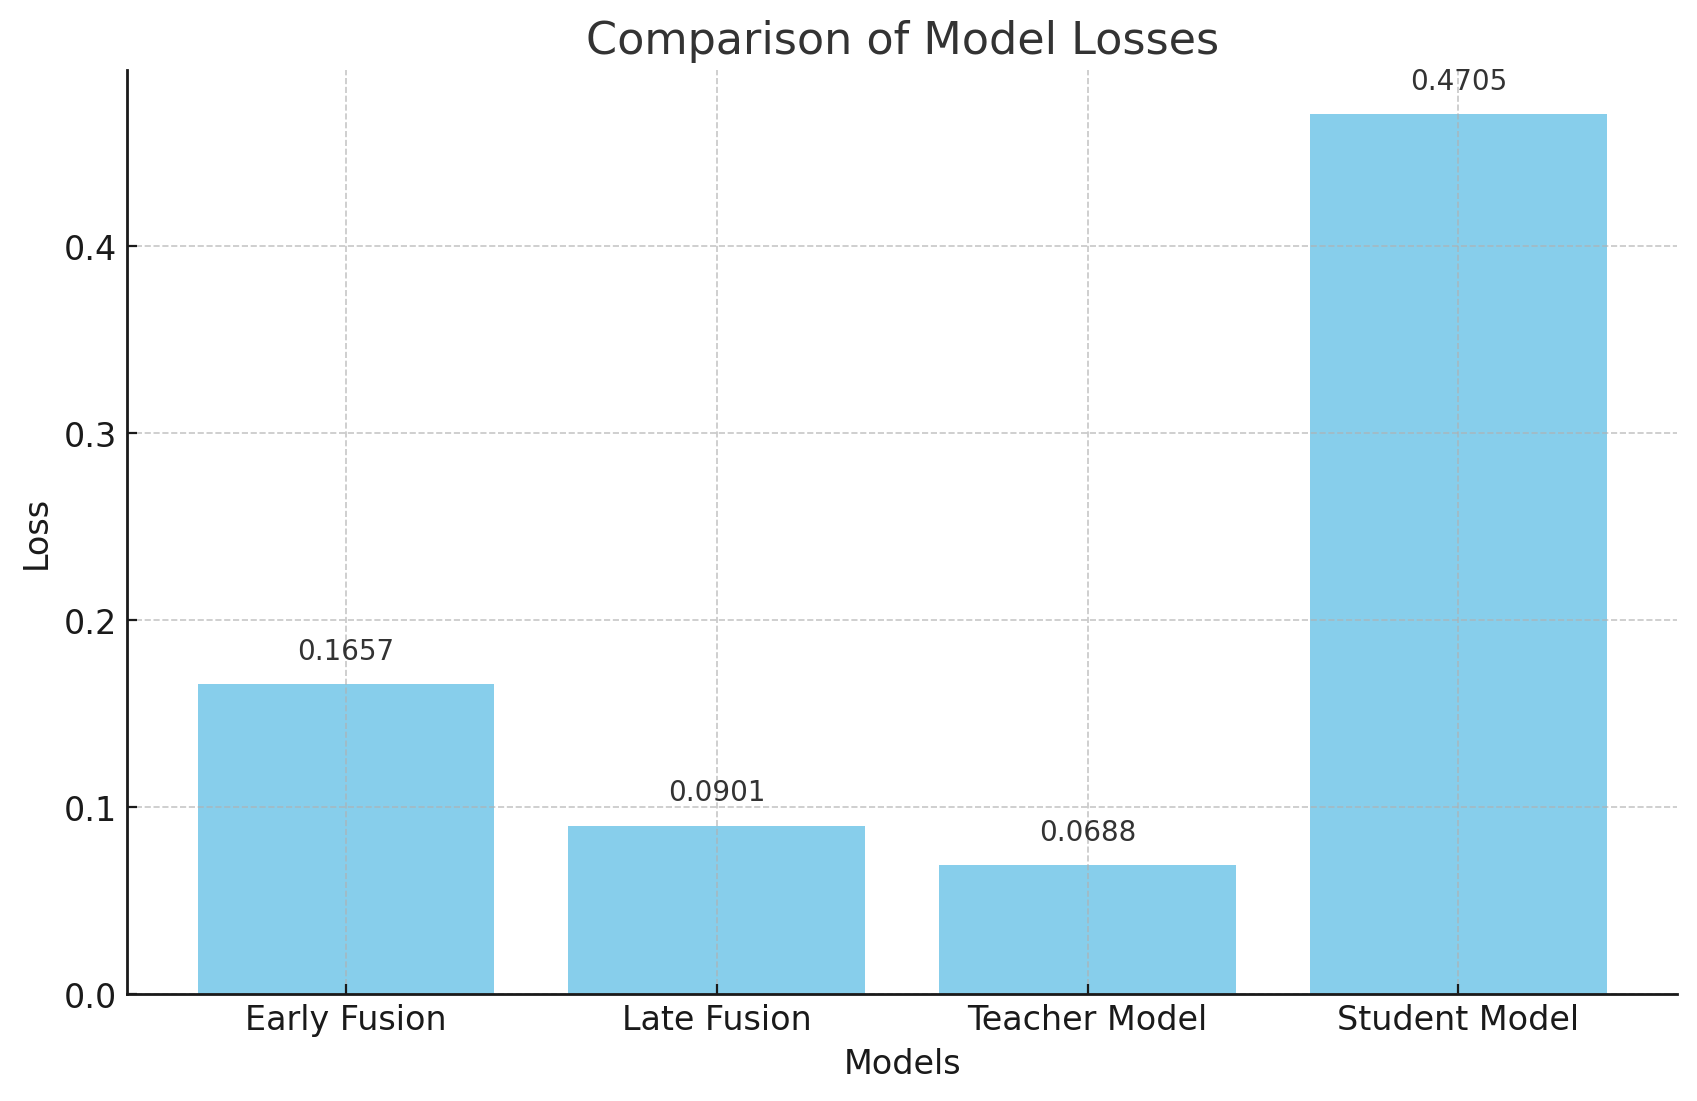 Comparison of Model Losses
0.4705
0.4
0.3
Loss
0.2
0.1657
0.0901
0.1
0.0688
0.0
Early Fusion
Late Fusion
Teacher Model
Student Model
Models